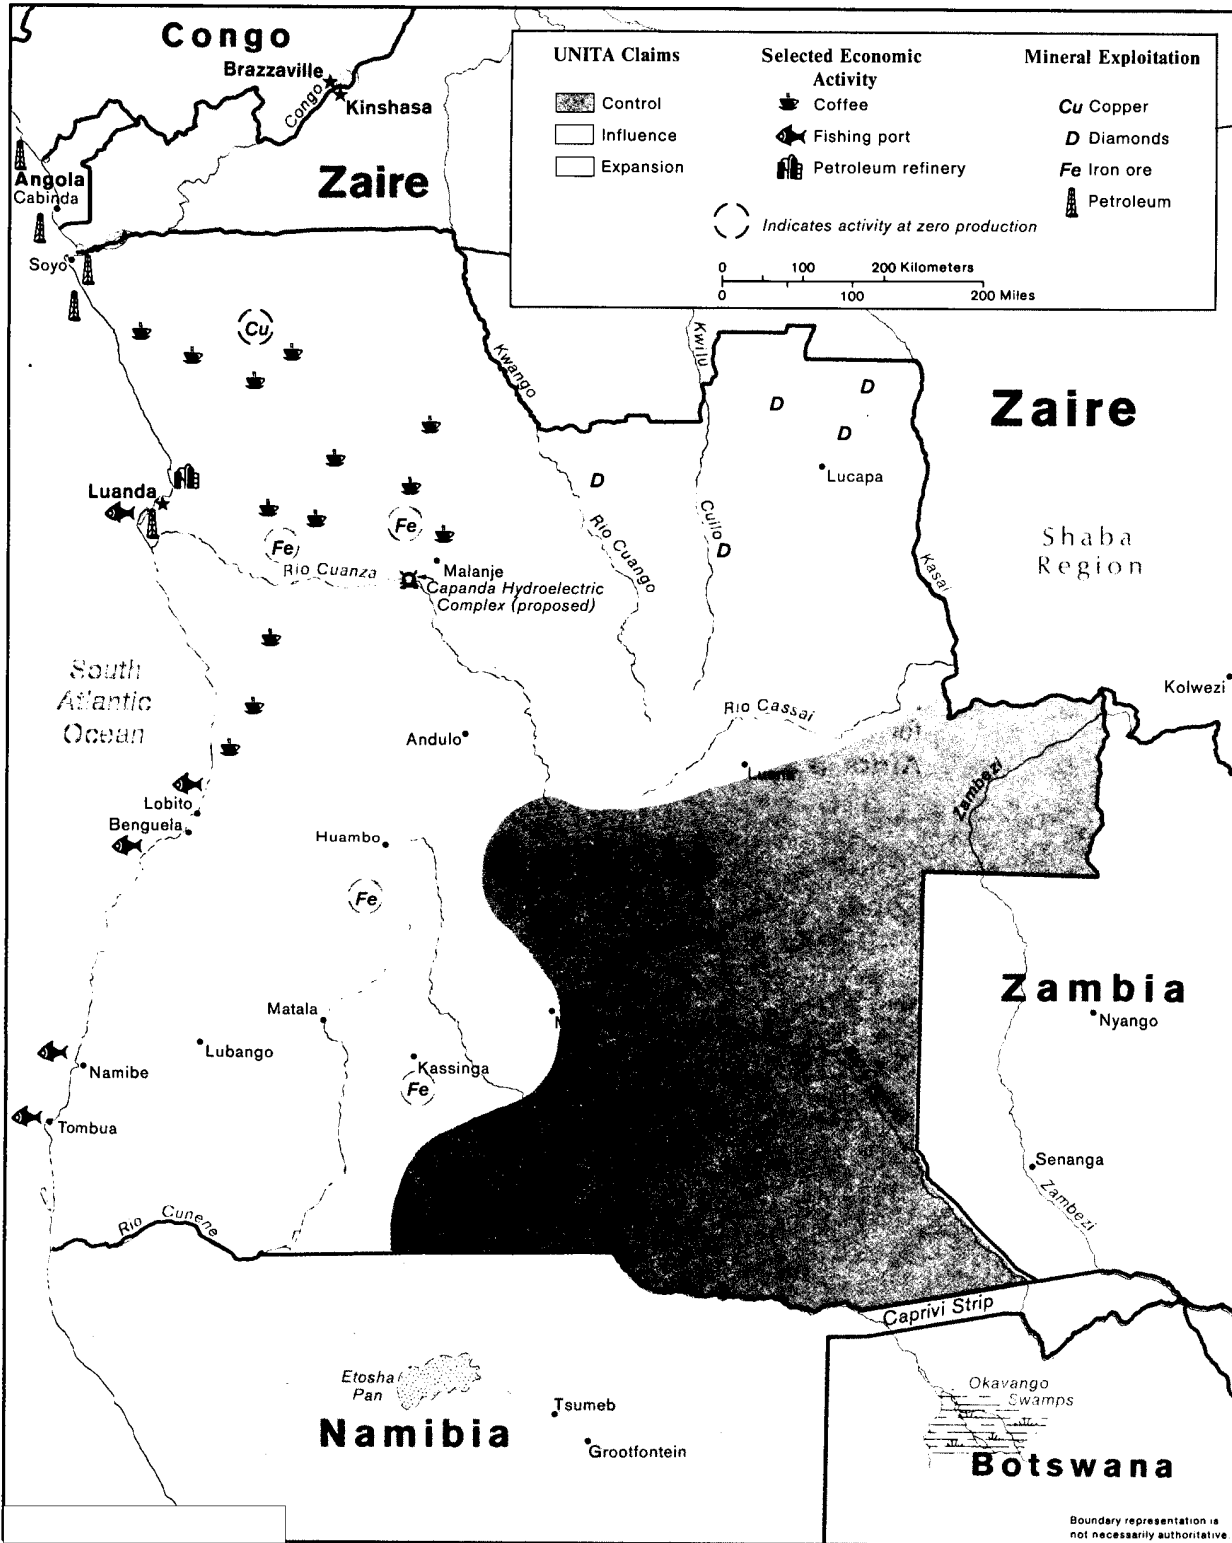 Congo
Brazzaville
Congo
Kinshasa
Zaire
Angola
Cabinda
Soyo
UNITA Claims
Control
Influence
Expansion
Selected Economic
Activity
Coffee
Fishing port
Petroleum refinery
Mineral Exploitation
Cu Copper
D Diamonds
Fe Iron ore
Petroleum
Indicates activity at zero production
0 100 200 Kilometers
0 100 200 Miles
Cu
Kwango
Kwilu
D
D
D
Zaire
Lucapa
Luanda
D
Cuilo
D
Rio Cuango
Fe
Fe
Rio Cuanza
Malanje
Capanda Hydroelectric
Complex (proposed)
Kasai
Shaba
Region
South
Atlantic
Ocean
Kolwezi
Rio Cassai
Andulo
Zambezi
Lobito
Benguela
Huambo
Fe
Zambia
Nyango
Matala
Lubango
Kassinga
Fe
Namibe
Tombua
Senanga
Zambezi
Rio Cunene
Caprivi Strip
Etosha
Pan
Okavango
Swamps
Namibia
Tsumeb
Grootfontein
Botswana
Boundary representation is
not necessarily authoritative